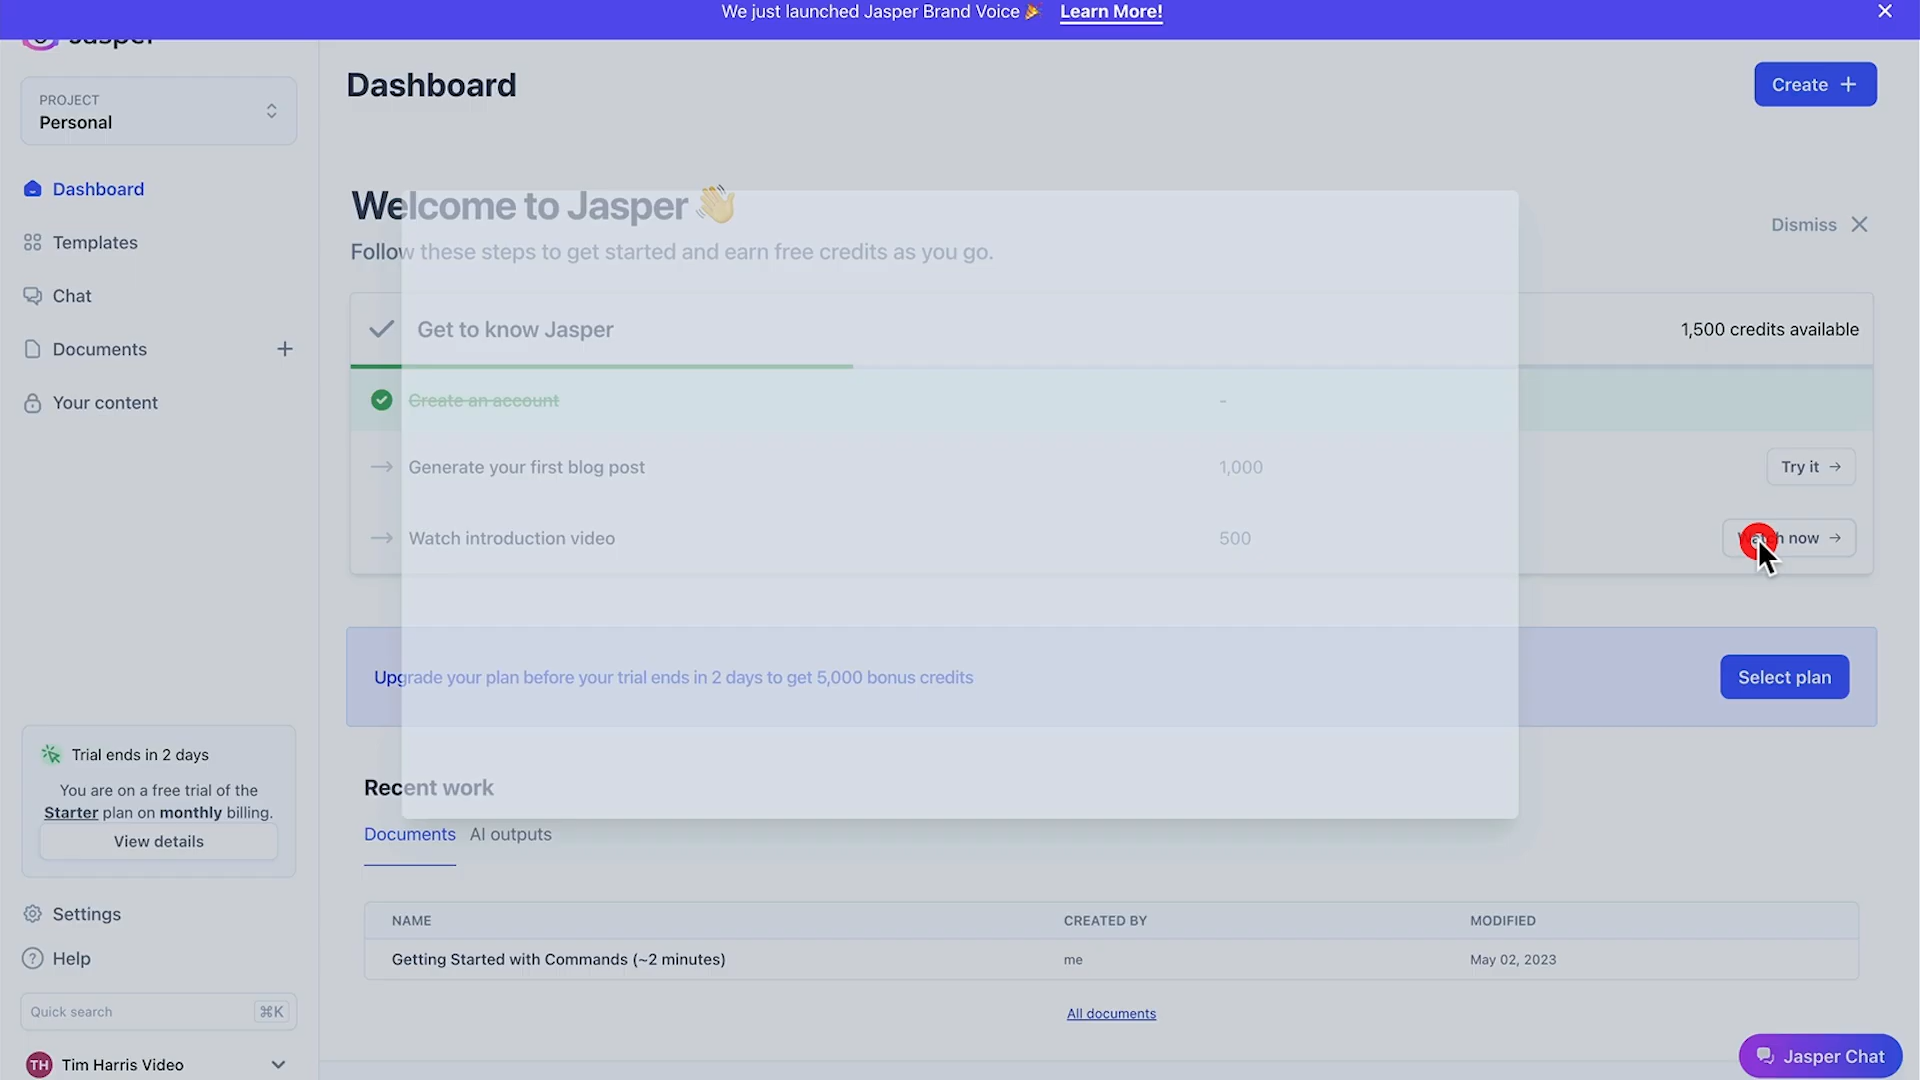 We just launched Jasper Brand Voice 🎉 Learn More!
Jasper
PROJECT
Personal
Dashboard
Templates
Chat
Documents
Your content
Trial ends in 2 days
You are on a free trial of the
Starter plan on monthly billing.
View details
Settings
Help
Quick search ⌘K
TH Tim Harris Video
Dashboard
Create +
Welcome to Jasper 👋
Follow these steps to get started and earn free credits as you go.
Dismiss
Get to know Jasper 1,500 credits available
Create an account -
Generate your first blog post 1,000 Try it →
Watch introduction video 500 Watch now →
Upgrade your plan before your trial ends in 2 days to get 5,000 bonus credits
Select plan
Recent work
Documents AI outputs
NAME CREATED BY MODIFIED
Getting Started with Commands (~2 minutes) me May 02, 2023
All documents
Jasper Chat